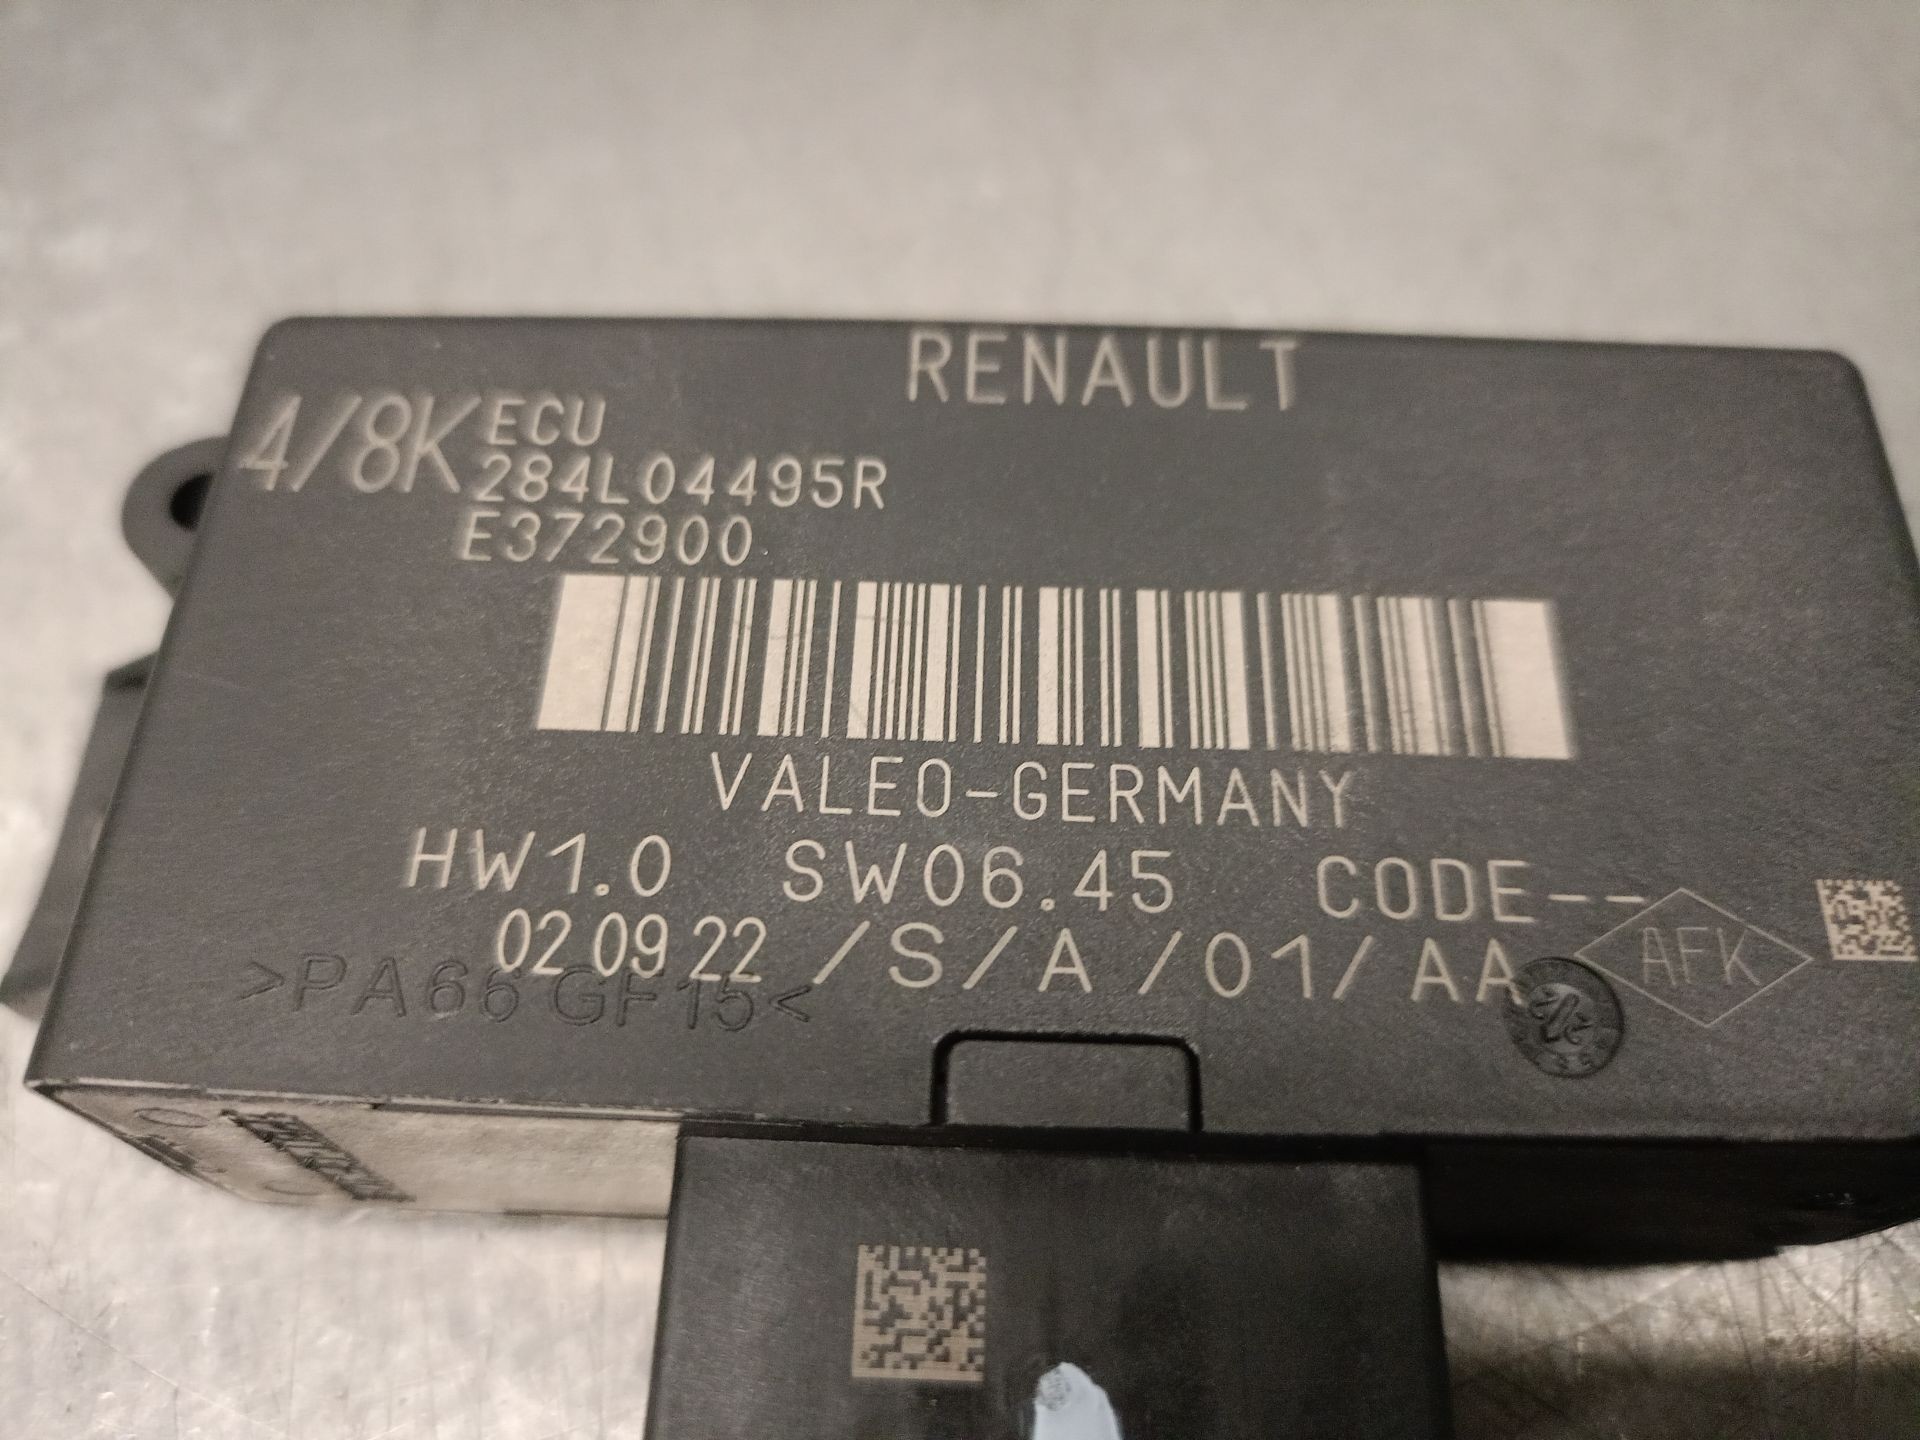 RENAULT
4/8K ECU
284L04495R
E372900
VALEO-GERMANY
HW1.0 SW06.45 CODE--
02 09 22 /S/A /01/ AA AFK
>PA66 GF15<